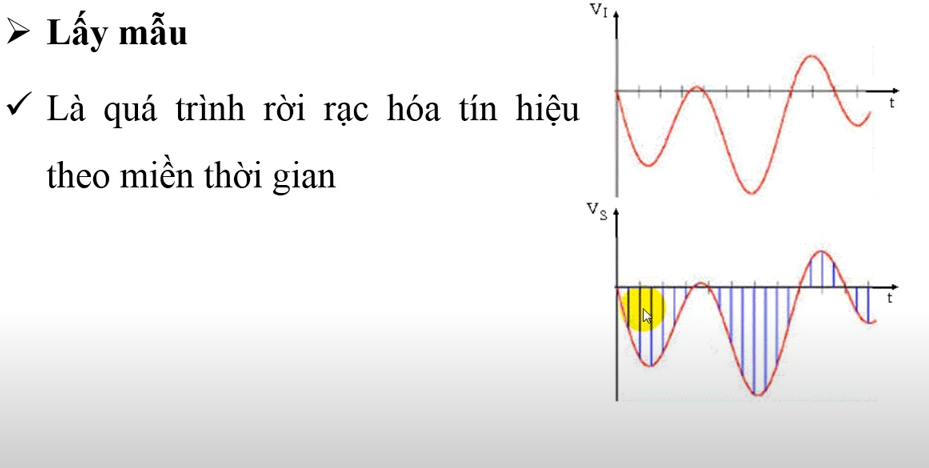 Lấy mẫu
Là quá trình rời rạc hóa tín hiệu
theo miền thời gian
V_I
t
V_S
t